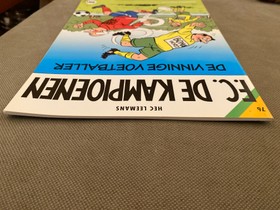 76
HEC LEEMANS
F.C. DE KAMPIOENEN
DE VINNIGE VOETBALLER